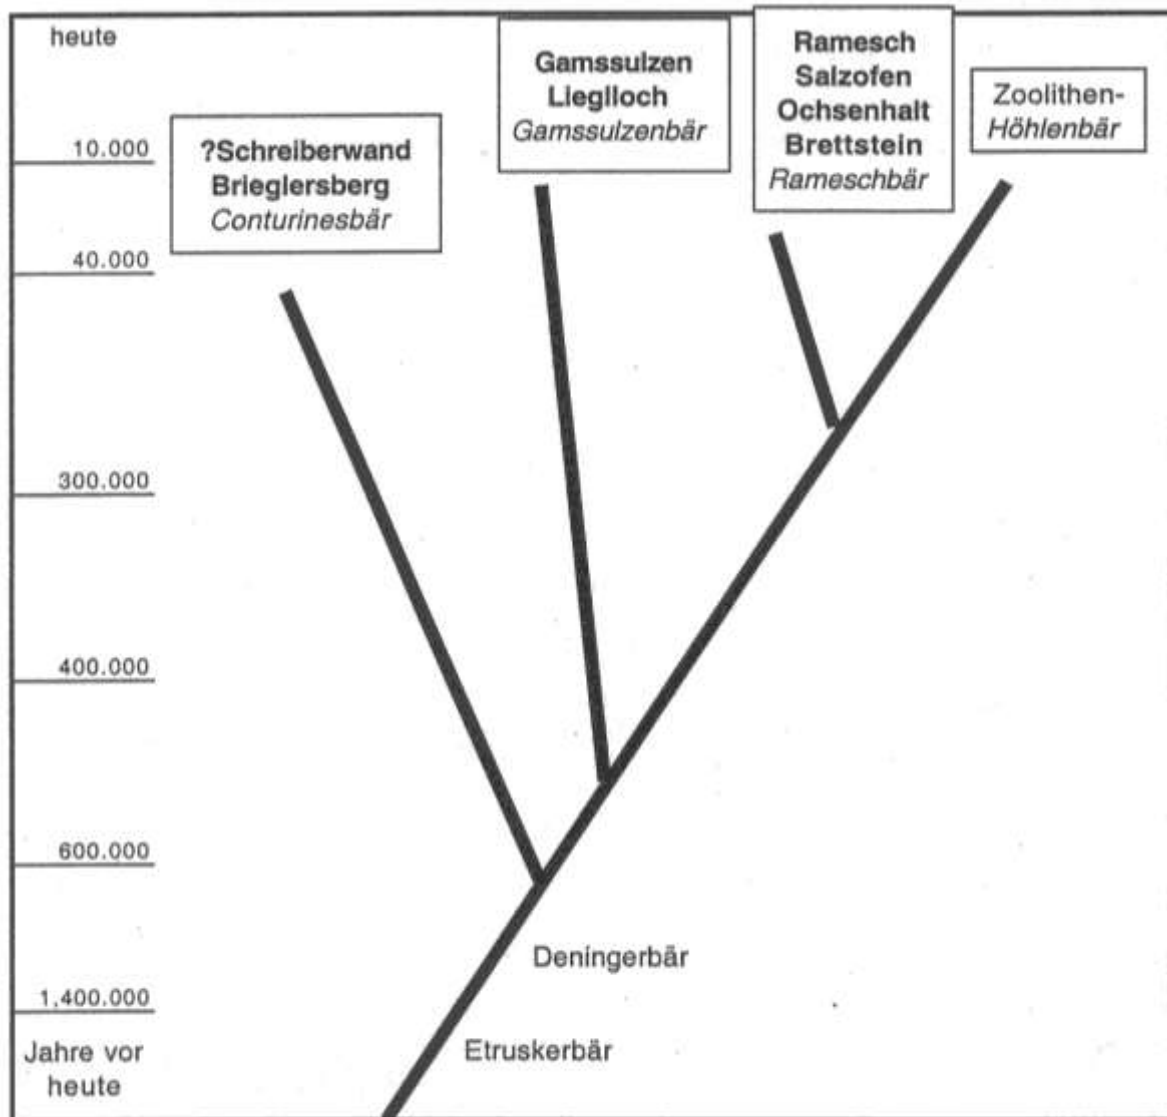 heute
Gamssulzen
Lieglloch
Gamssulzenbär
Ramesch
Salzofen
Ochsenhalt
Brettstein
Rameschbär
Zoolithen-
Höhlenbär
10.000
?Schreiberwand
Brieglersberg
Conturinesbär
40.000
300.000
400.000
600.000
Deningerbär
1,400.000
Etruskerbär
Jahre vor
heute